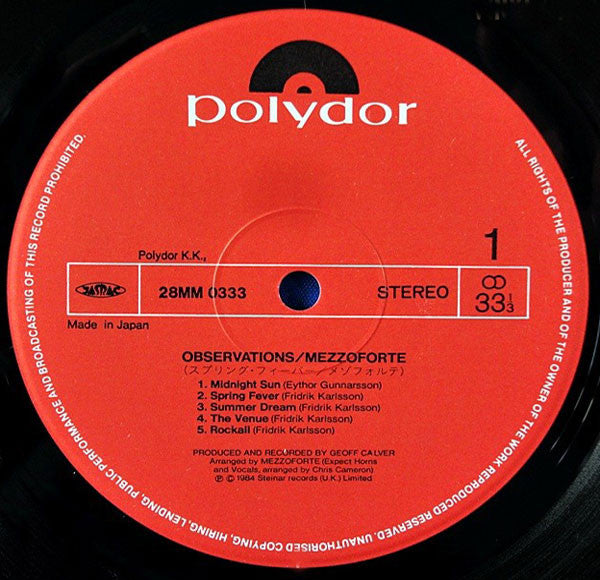 polydor
1
Polydor K.K.,
JASRAC
28MM 0333
STEREO
33 1/3
Made in Japan
OBSERVATIONS/MEZZOFORTE
(スプリング・フィーバー/メゾフォルテ)
1. Midnight Sun (Eythor Gunnarsson)
2. Spring Fever (Fridrik Karlsson)
3. Summer Dream (Fridrik Karlsson)
4. The Venue (Fridrik Karlsson)
5. Rockall (Fridrik Karlsson)
PRODUCED AND RECORDED BY GEOFF CALVER
Arranged by MEZZOFORTE (Expect Horns
and Vocals, arranged by Chris Cameron)
Ⓟ © 1984 Steinar records (U.K.) Limited
ALL RIGHTS OF THE PRODUCER AND OF THE OWNER OF THE WORK REPRODUCED RESERVED. UNAUTHORISED COPYING, HIRING, LENDING, PUBLIC PERFORMANCE AND BROADCASTING OF THIS RECORD PROHIBITED.